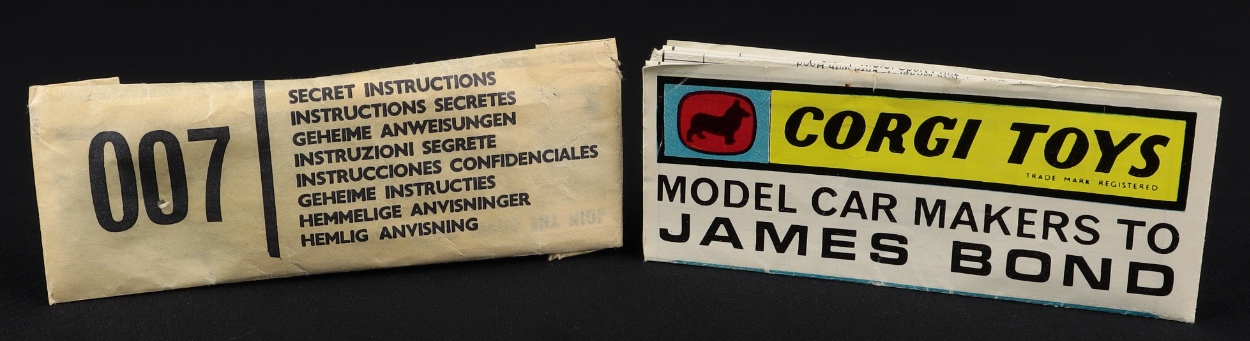 007
SECRET INSTRUCTIONS
INSTRUCTIONS SECRETES
GEHEIME ANWEISUNGEN
INSTRUZIONI SEGRETE
INSTRUCCIONES CONFIDENCIALES
GEHEIME INSTRUCTIES
HEMMELIGE ANVISNINGER
HEMLIG ANVISNING
CORGI TOYS
TRADE MARK REGISTERED
MODEL CAR MAKERS TO
JAMES BOND